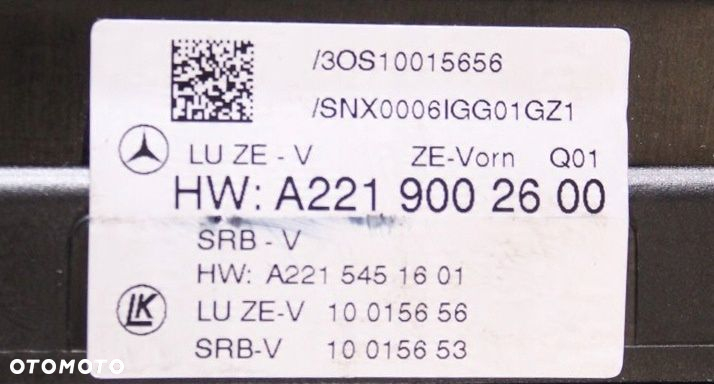 /3OS10015656
/SNX0006IGG01GZ1
LU ZE - V ZE-Vorn Q01
HW: A221 900 26 00
SRB - V
HW: A221 545 16 01
LK LU ZE-V 10 0156 56
SRB-V 10 0156 53
OTOMOTO